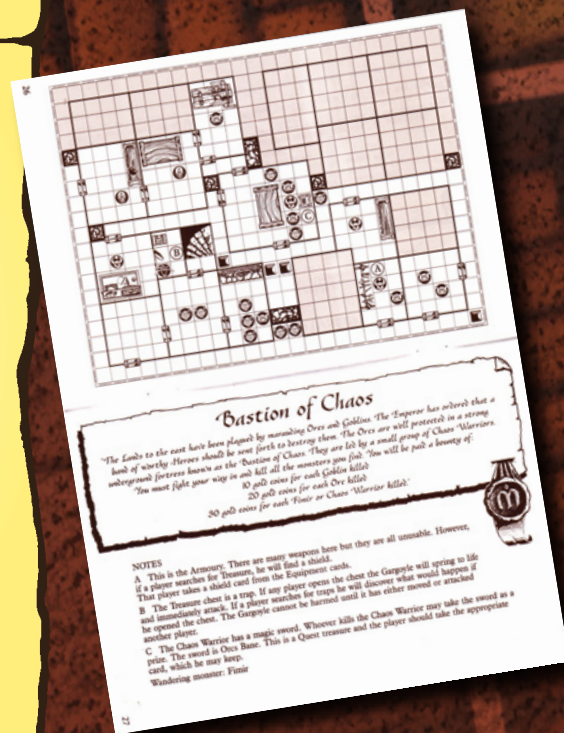 26
A
B
C
A
Bastion of Chaos
"The Lands to the east have been plagued by marauding Orcs and Goblins. The Emperor has ordered that a
band of worthy Heroes should be sent forth to destroy them. The Orcs are well protected in a strong
underground fortress known as the Bastion of Chaos. They are led by a small group of Chaos Warriors.
You must fight your way in and kill all the monsters you find. You will be paid a bounty of:
10 gold coins for each Goblin killed
20 gold coins for each Orc killed
30 gold coins for each Fimir or Chaos Warrior killed."
NOTES
A This is the Armoury. There are many weapons here but they are all unusable. However,
if a player searches for Treasure, he will find a shield.
That player takes a shield card from the Equipment cards.
B The Treasure chest is a trap. If any player opens the chest the Gargoyle will spring to life
and immediately attack. If a player searches for traps he will discover what would happen if
he opened the chest. The Gargoyle cannot be harmed until it has either moved or attacked
another player.
C The Chaos Warrior has a magic sword. Whoever kills the Chaos Warrior may take the sword as a
prize. The sword is Orcs Bane. This is a Quest treasure and the player should take the appropriate
card, which he may keep.
Wandering monster: Fimir
27